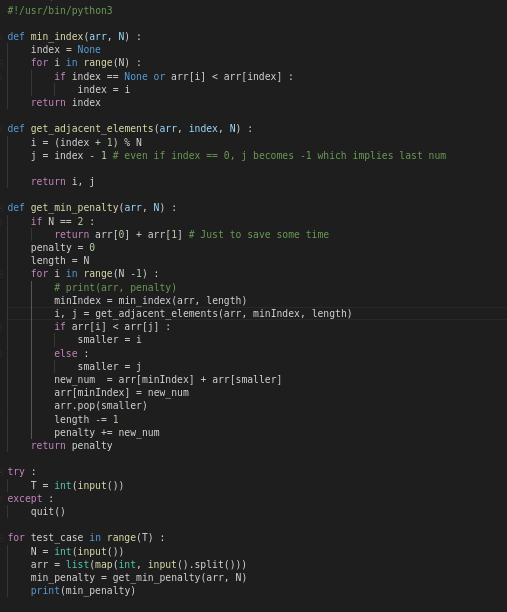 #!/usr/bin/python3

def min_index(arr, N) :
    index = None
    for i in range(N) :
        if index == None or arr[i] < arr[index] :
            index = i
    return index

def get_adjacent_elements(arr, index, N) :
    i = (index + 1) % N
    j = index - 1 # even if index == 0, j becomes -1 which implies last num

    return i, j

def get_min_penalty(arr, N) :
    if N == 2 :
        return arr[0] + arr[1] # Just to save some time
    penalty = 0
    length = N
    for i in range(N -1) :
        # print(arr, penalty)
        minIndex = min_index(arr, length)
        i, j = get_adjacent_elements(arr, minIndex, length)
        if arr[i] < arr[j] :
            smaller = i
        else :
            smaller = j
        new_num  = arr[minIndex] + arr[smaller]
        arr[minIndex] = new_num
        arr.pop(smaller)
        length -= 1
        penalty += new_num
    return penalty

try :
    T = int(input())
except :
    quit()

for test_case in range(T) :
    N = int(input())
    arr = list(map(int, input().split()))
    min_penalty = get_min_penalty(arr, N)
    print(min_penalty)